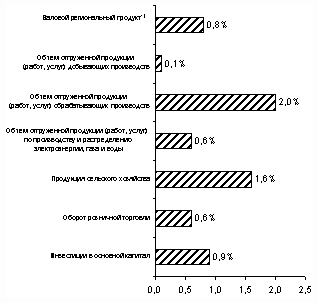 Валовой региональный продукт 1
0,8%
Объем отгруженной продукции
(работ, услуг) добывающих производств
0,1%
Объем отгруженной продукции
(работ, услуг) обрабатывающих производств
2,0%
Объем отгруженной продукции (работ, услуг)
по производству и распределению
электроэнергии, газа и воды
0,6%
Продукция сельского хозяйства
1,6%
Оборот розничной торговли
0,6%
Инвестиции в основной капитал
0,9%
0,0 0,5 1,0 1,5 2,0 2,5